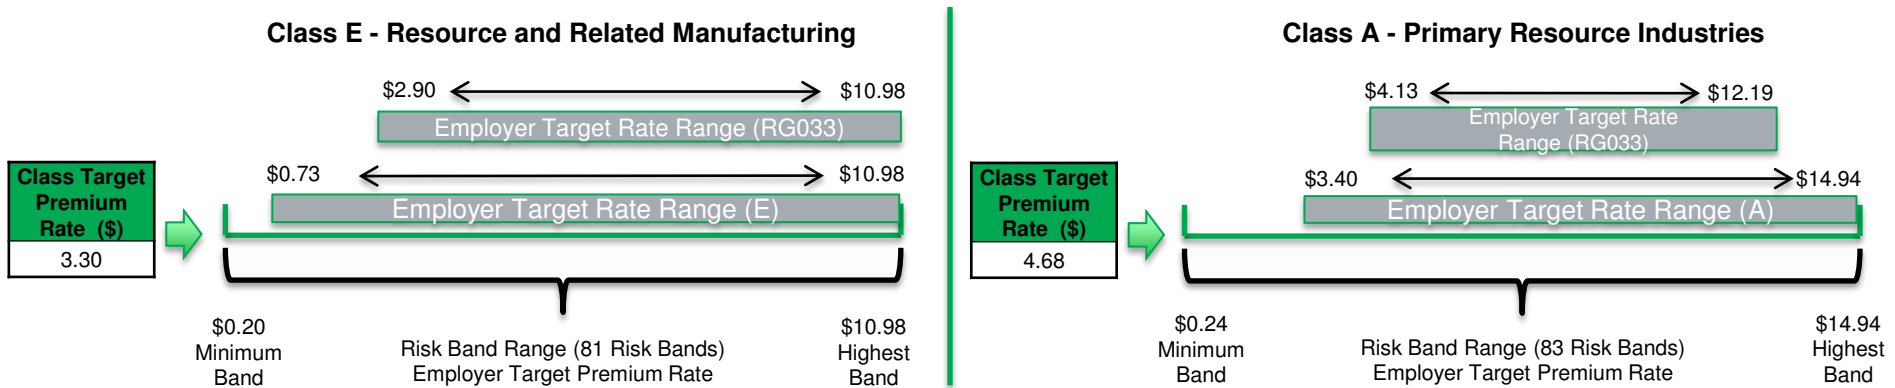 Class E - Resource and Related Manufacturing
$2.90
$10.98
Employer Target Rate Range (RG033)
$0.73
$10.98
Employer Target Rate Range (E)
Class Target
Premium
Rate ($)
3.30
$0.20
Minimum
Band
Risk Band Range (81 Risk Bands)
Employer Target Premium Rate
$10.98
Highest
Band
Class A - Primary Resource Industries
$4.13
$12.19
Employer Target Rate
Range (RG033)
$3.40
$14.94
Employer Target Rate Range (A)
Class Target
Premium
Rate ($)
4.68
$0.24
Minimum
Band
Risk Band Range (83 Risk Bands)
Employer Target Premium Rate
$14.94
Highest
Band